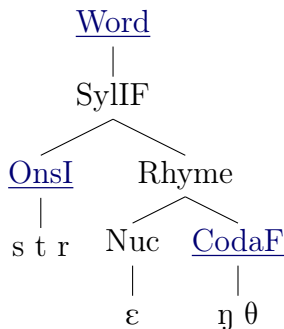 Word
SylIF
OnsI Rhyme
s t r Nuc CodaF
ɛ ŋ θ